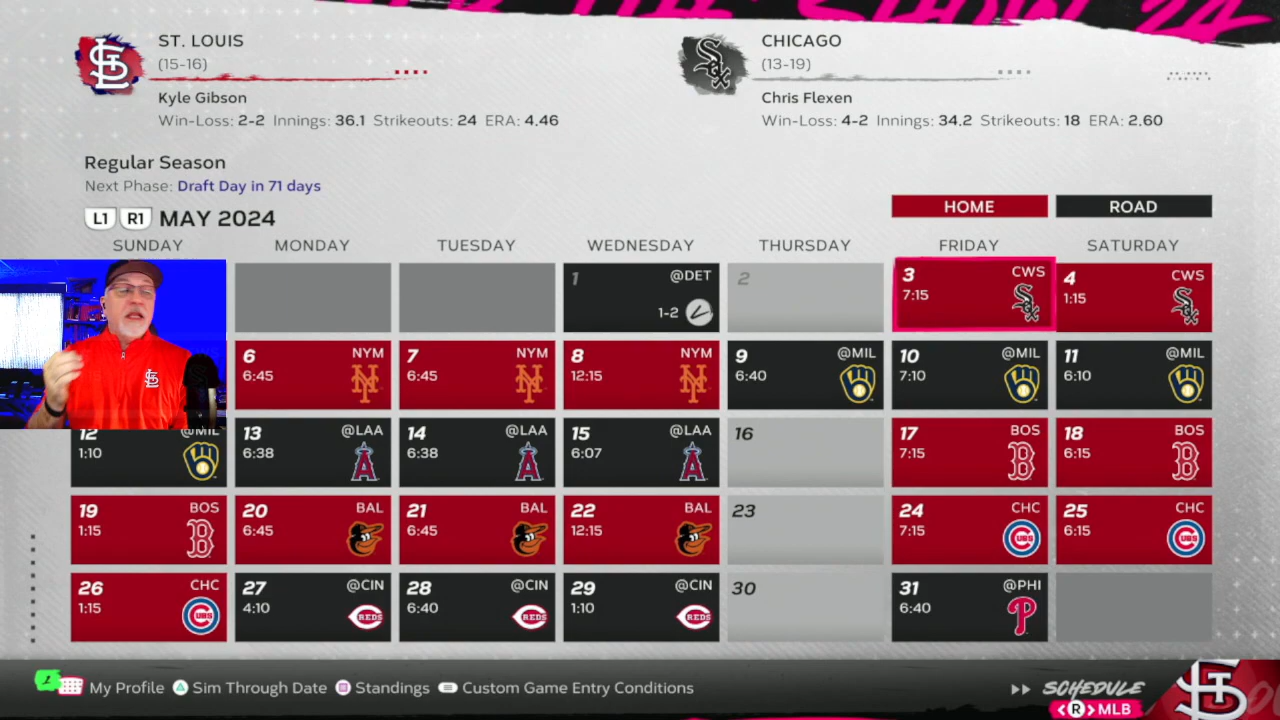 THE SHOW 24
ST. LOUIS
(15-16)
Kyle Gibson
Win-Loss: 2-2 Innings: 36.1 Strikeouts: 24 ERA: 4.46
CHICAGO
(13-19)
Chris Flexen
Win-Loss: 4-2 Innings: 34.2 Strikeouts: 18 ERA: 2.60
Regular Season
Next Phase: Draft Day in 71 days
L1 R1 MAY 2024
HOME ROAD
SUNDAY MONDAY TUESDAY WEDNESDAY THURSDAY FRIDAY SATURDAY
1 @DET 2 3 CWS 4 CWS
1-2 7:15 1:15
6 NYM 7 NYM 8 NYM 9 @MIL 10 @MIL 11 @MIL
6:45 6:45 12:15 6:40 7:10 6:10
12 @MIL 13 @LAA 14 @LAA 15 @LAA 16 17 BOS 18 BOS
1:10 6:38 6:38 6:07 7:15 6:15
19 BOS 20 BAL 21 BAL 22 BAL 23 24 CHC 25 CHC
1:15 6:45 6:45 12:15 7:15 6:15
26 CHC 27 @CIN 28 @CIN 29 @CIN 30 31 @PHI
1:15 4:10 6:40 1:10 6:40
My Profile Sim Through Date Standings Custom Game Entry Conditions
SCHEDULE
R MLB